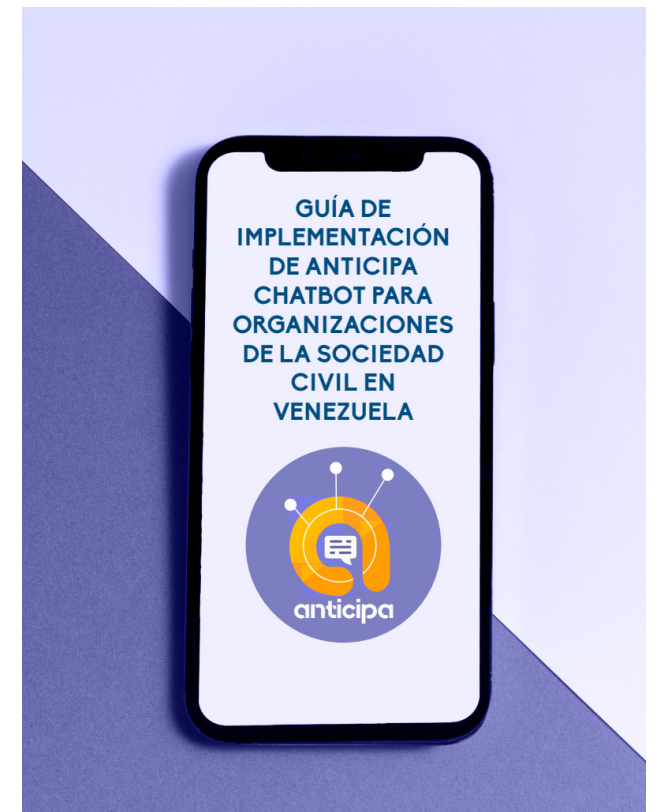 GUÍA DE
IMPLEMENTACIÓN
DE ANTICIPA
CHATBOT PARA
ORGANIZACIONES
DE LA SOCIEDAD
CIVIL EN
VENEZUELA
anticipa